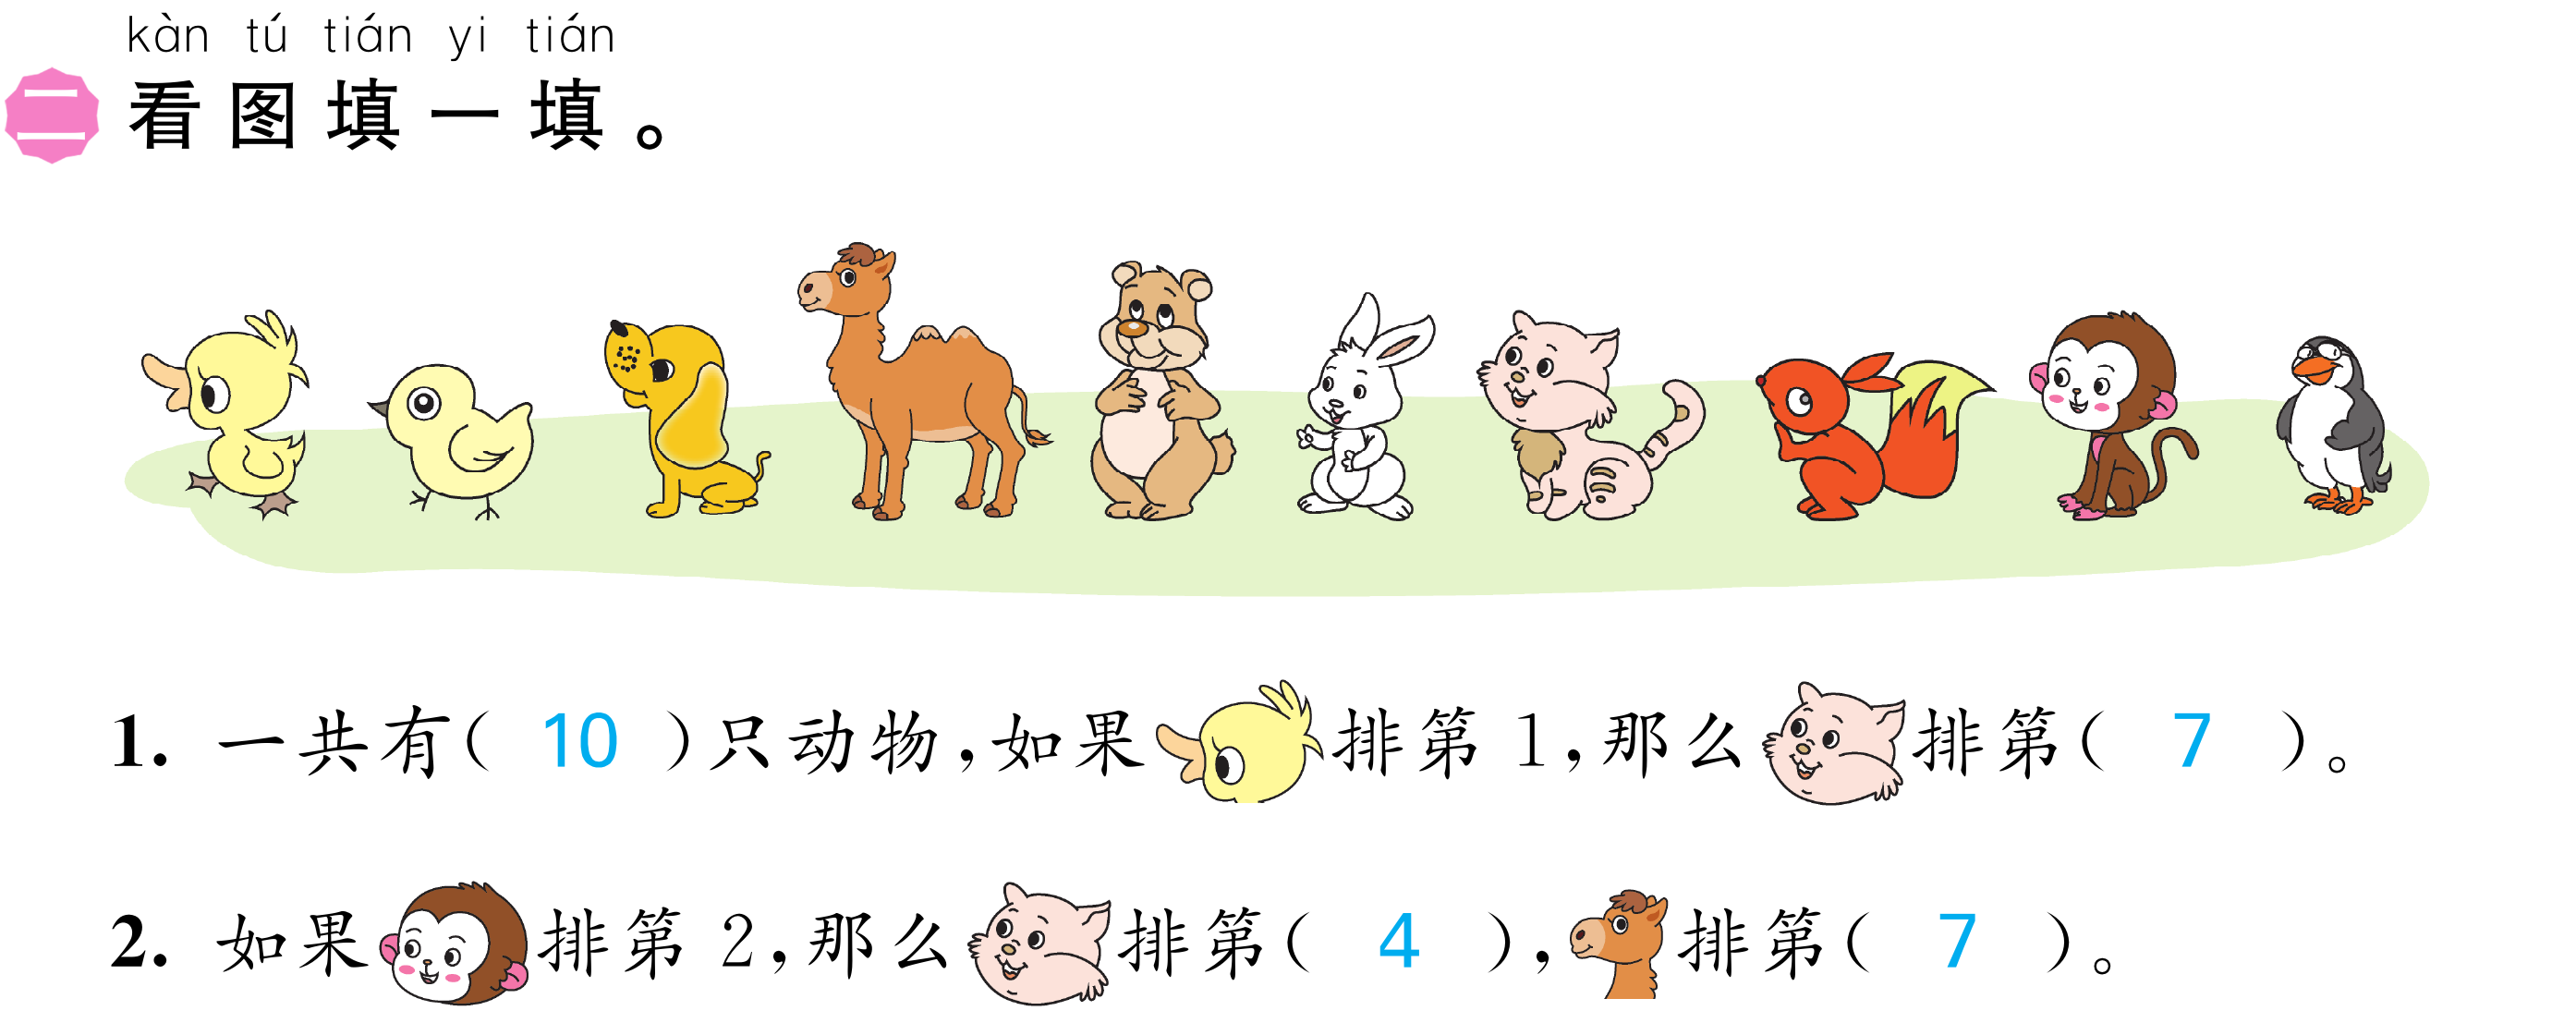 kàn tú tián yi tián
二 看图填一填。
1. 一共有( 10 )只动物,如果排第1,那么排第( 7 )。
2. 如果排第2,那么排第( 4 ),排第( 7 )。